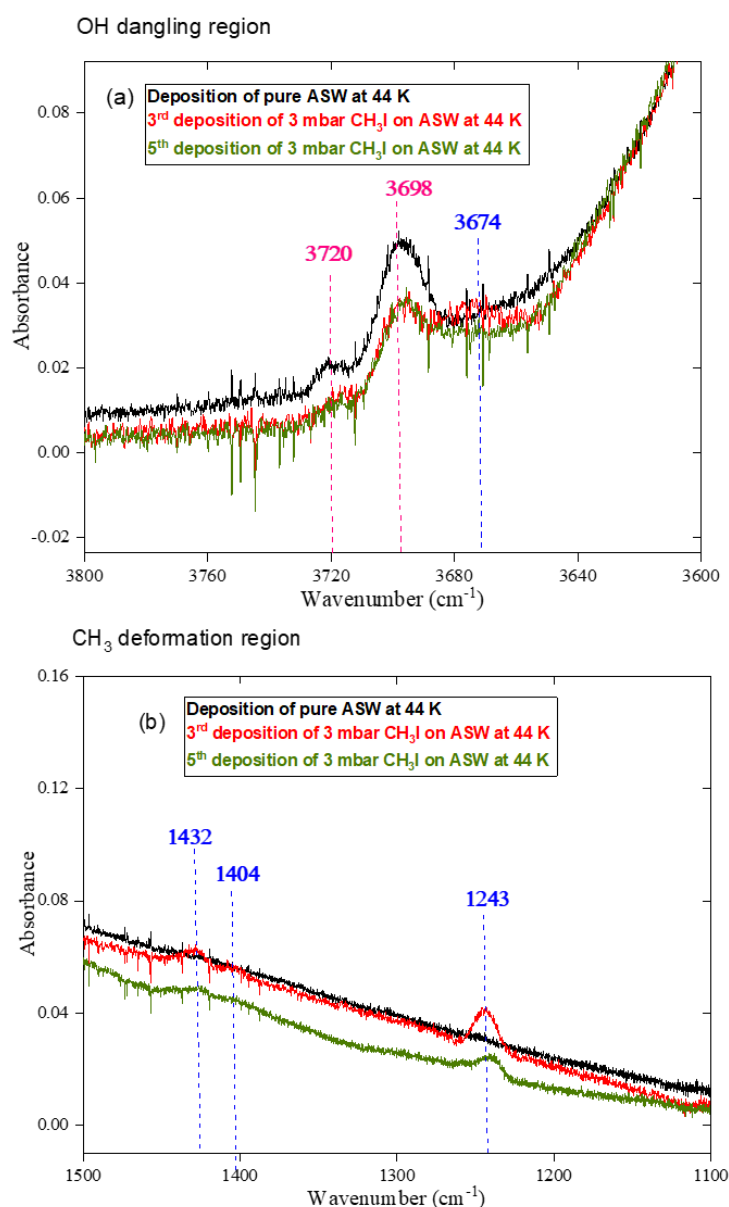 OH dangling region
(a)
Deposition of pure ASW at 44 K
3rd deposition of 3 mbar CH3I on ASW at 44 K
5th deposition of 3 mbar CH3I on ASW at 44 K
3698
3674
3720
0.08
0.06
0.04
0.02
0.00
-0.02
Absorbance
3800 3760 3720 3680 3640 3600
Wavenumber (cm-1)
CH3 deformation region
(b)
Deposition of pure ASW at 44 K
3rd deposition of 3 mbar CH3I on ASW at 44 K
5th deposition of 3 mbar CH3I on ASW at 44 K
1432
1404
1243
0.16
0.12
0.08
0.04
0.00
Absorbance
1500 1400 1300 1200 1100
Wavenumber (cm-1)